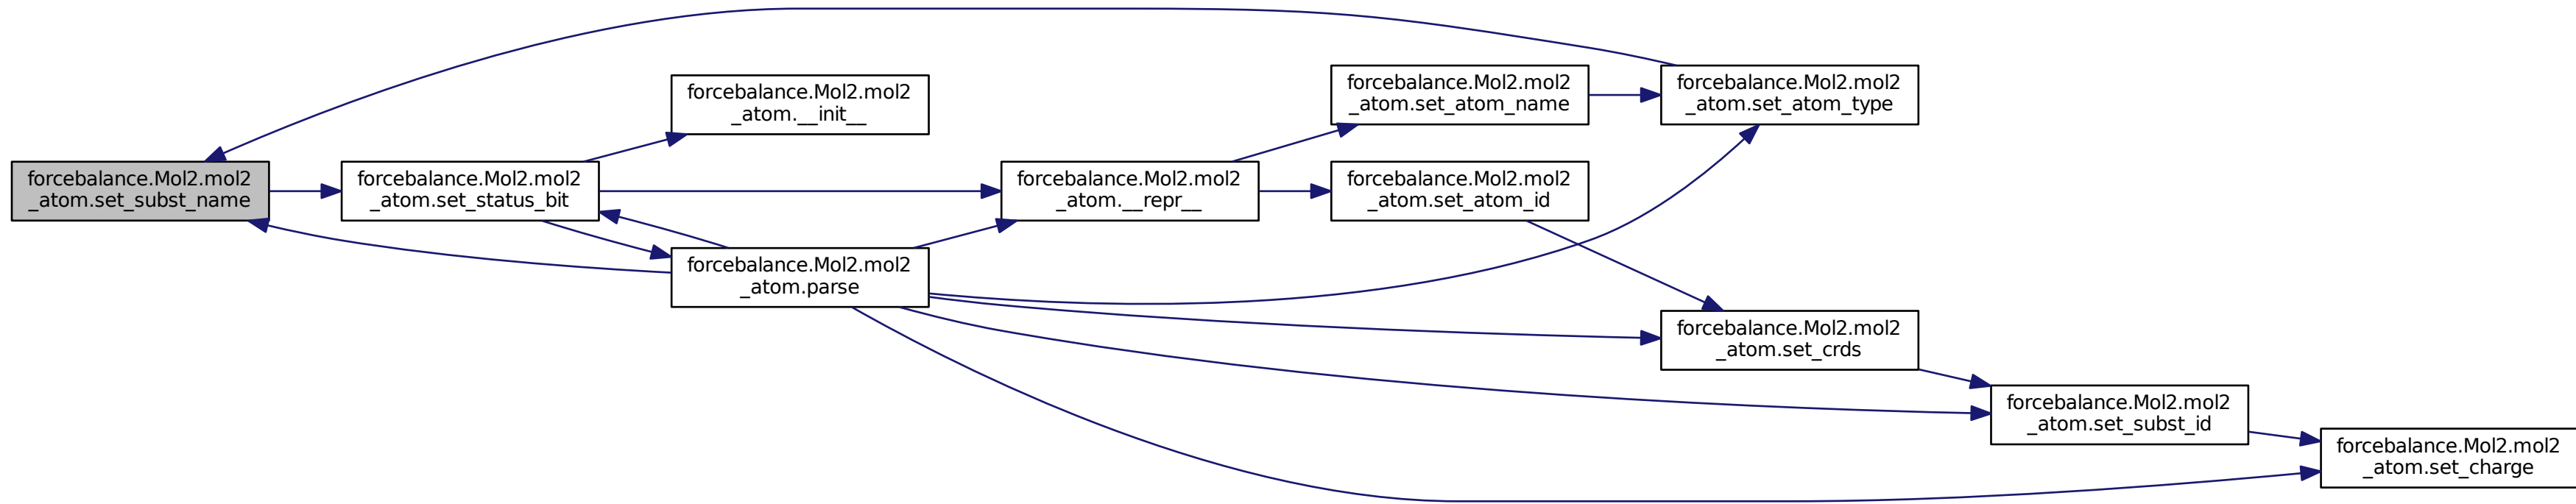 forcebalance.Mol2.mol2
_atom.set_subst_name
forcebalance.Mol2.mol2
_atom.set_status_bit
forcebalance.Mol2.mol2
_atom.__init__
forcebalance.Mol2.mol2
_atom.parse
forcebalance.Mol2.mol2
_atom.__repr__
forcebalance.Mol2.mol2
_atom.set_atom_name
forcebalance.Mol2.mol2
_atom.set_atom_id
forcebalance.Mol2.mol2
_atom.set_atom_type
forcebalance.Mol2.mol2
_atom.set_crds
forcebalance.Mol2.mol2
_atom.set_subst_id
forcebalance.Mol2.mol2
_atom.set_charge